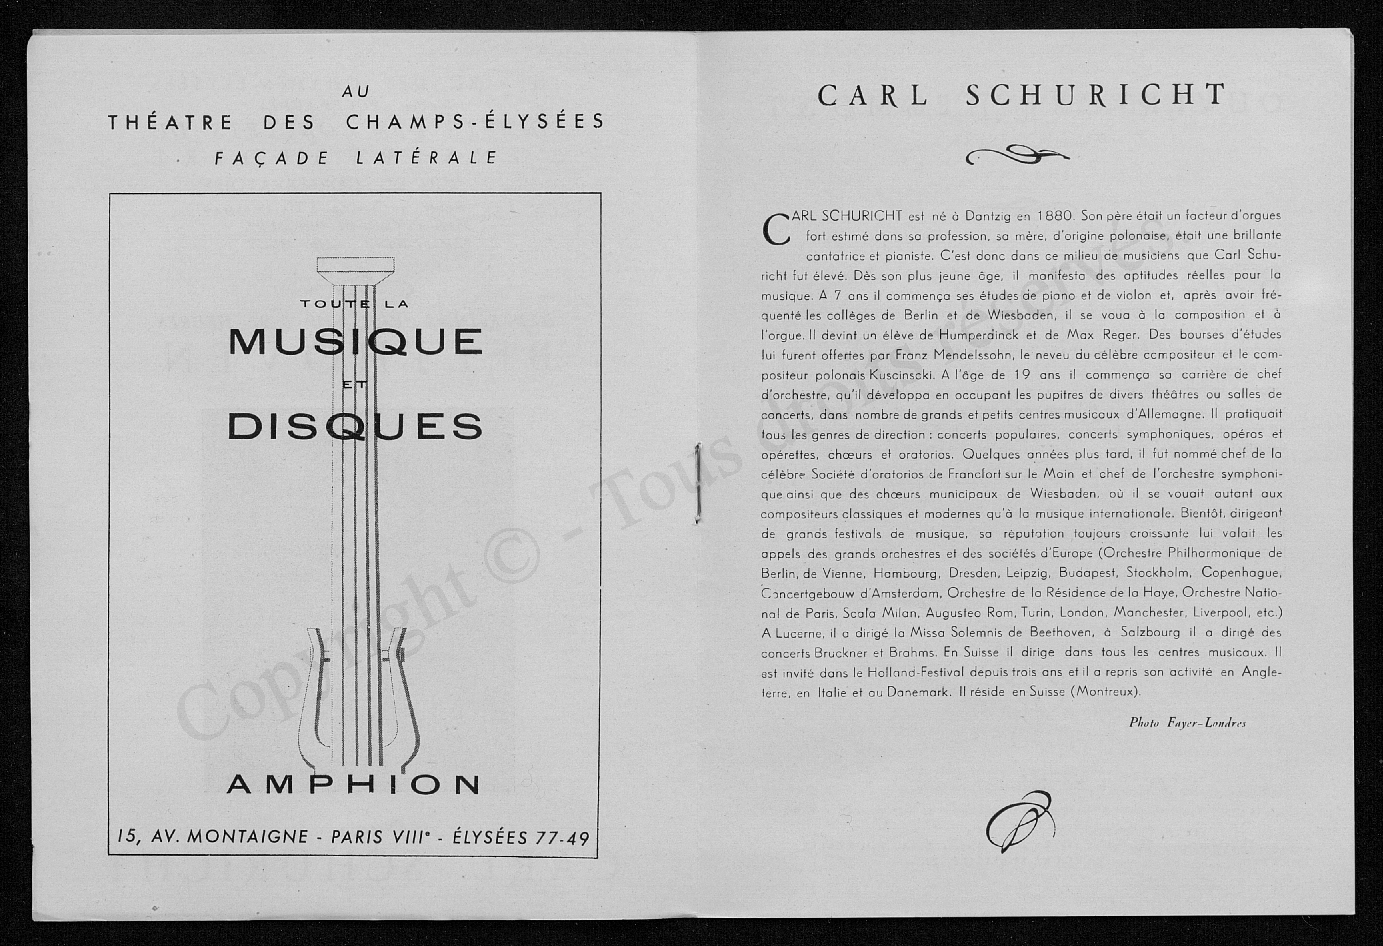 AU
THÉATRE DES CHAMPS-ÉLYSÉES
FAÇADE LATÉRALE
TOUTE LA
MUSIQUE
ET
DISQUES
AMPHION
15, AV. MONTAIGNE - PARIS VIIIe - ÉLYSÉES 77-49
CARL SCHURICHT
CARL SCHURICHT est né à Dantzig en 1880. Son père était un facteur d'orgues
fort estimé dans sa profession, sa mère, d'origine polonaise, était une brillante
cantatrice et pianiste. C'est donc dans ce milieu de musiciens que Carl Schu-
richt fut élevé. Dès son plus jeune âge, il manifesta des aptitudes réelles pour la
musique. A 7 ans il commença ses études de piano et de violon et, après avoir fré-
quenté les collèges de Berlin et de Wiesbaden, il se voua à la composition et à
l'orgue. Il devint un élève de Humperdinck et de Max Reger. Des bourses d'études
lui furent offertes par Franz Mendelssohn, le neveu du célèbre compositeur et le com-
positeur polonais Kuscinscki. A l'âge de 19 ans il commença sa carrière de chef
d'orchestre, qu'il développa en occupant les pupitres de divers théâtres ou salles de
concerts, dans nombre de grands et petits centres musicaux d'Allemagne. Il pratiquait
tous les genres de direction : concerts populaires, concerts symphoniques, opéras et
opérettes, chœurs et oratorios. Quelques années plus tard, il fut nommé chef de la
célèbre Société d'oratorios de Francfort sur le Main et chef de l'orchestre symphoni-
que ainsi que des chœurs municipaux de Wiesbaden, où il se vouait autant aux
compositeurs classiques et modernes qu'à la musique internationale. Bientôt, dirigeant
de grands festivals de musique, sa réputation toujours croissante lui valait les
appels des grands orchestres et des sociétés d'Europe (Orchestre Philharmonique de
Berlin, de Vienne, Hambourg, Dresden, Leipzig, Budapest, Stockholm, Copenhague,
Concertgebouw d'Amsterdam, Orchestre de la Résidence de la Haye, Orchestre Natio-
nal de Paris, Scala Milan, Augusteo Rom, Turin, London, Manchester, Liverpool, etc.)
A Lucerne, il a dirigé la Missa Solemnis de Beethoven, à Salzbourg il a dirigé des
concerts Bruckner et Brahms. En Suisse il dirige dans tous les centres musicaux. Il
est invité dans le Holland-Festival depuis trois ans et il a repris son activité en Angle-
terre, en Italie et au Danemark. Il réside en Suisse (Montreux).
Photo Fayer-Londres
Copyright © - Tous droits réservés.